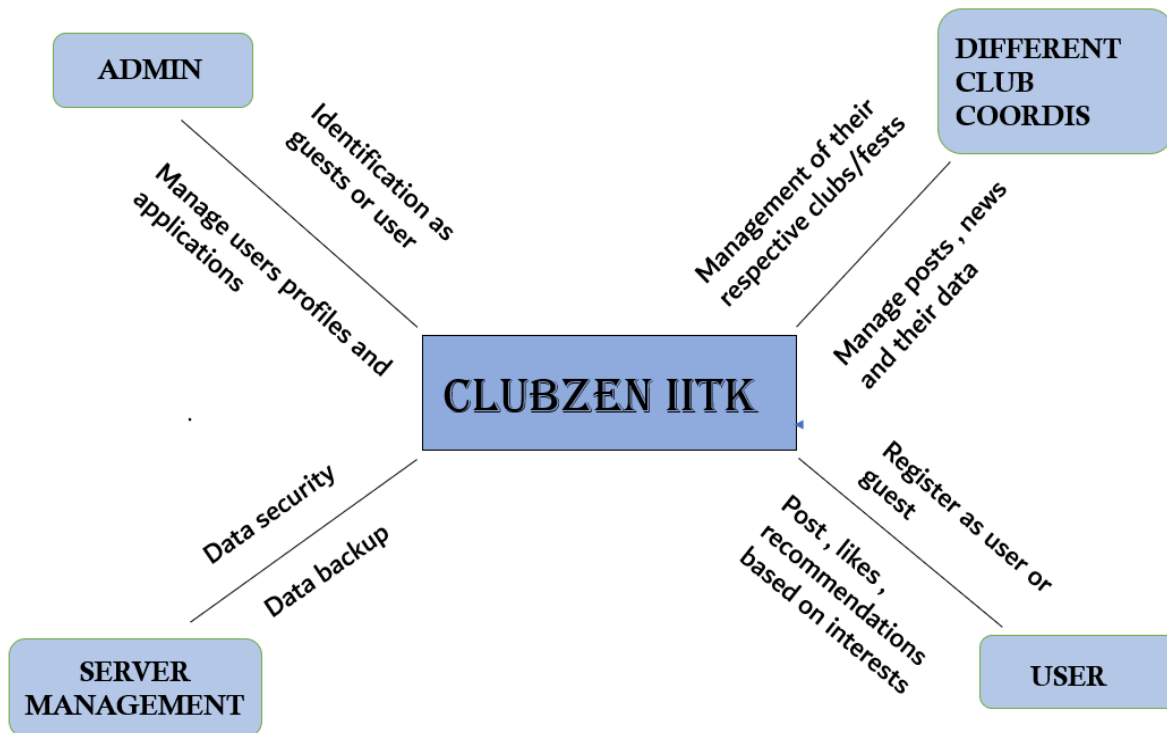 ADMIN
DIFFERENT
CLUB
COORDIS
Identification as
guests or user
Manage users profiles and
applications
Management of their
respective clubs/fests
Manage posts , news
and their data
CLUBZEN IITK
Data security
Data backup
Register as user or
guest
Post , likes ,
recommendations
based on interests
SERVER
MANAGEMENT
USER